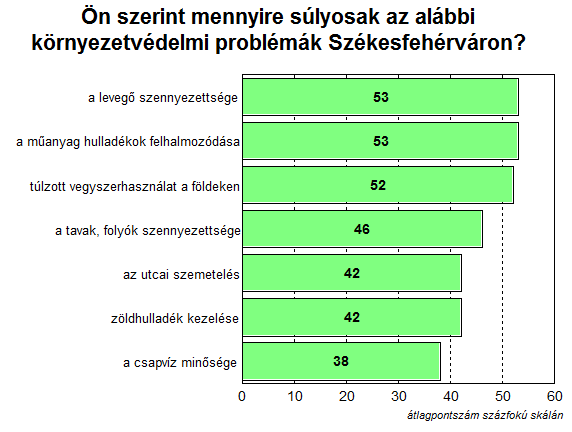 Ön szerint mennyire súlyosak az alábbi
környezetvédelmi problémák Székesfehérváron?
a levegő szennyezettsége 53
a műanyag hulladékok felhalmozódása 53
túlzott vegyszerhasználat a földeken 52
a tavak, folyók szennyezettsége 46
az utcai szemetelés 42
zöldhulladék kezelése 42
a csapvíz minősége 38
0 10 20 30 40 50 60
átlagpontszám százfokú skálán